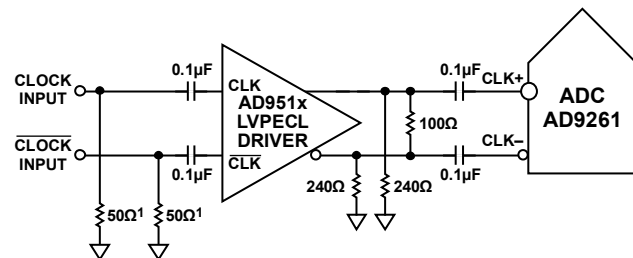 CLOCK
INPUT
0.1µF
CLK
AD951x
LVPECL
DRIVER
0.1µF
CLK+
ADC
AD9261
100Ω
CLOCK
INPUT
0.1µF
CLK
CLK–
0.1µF
240Ω
240Ω
50Ω1
50Ω1